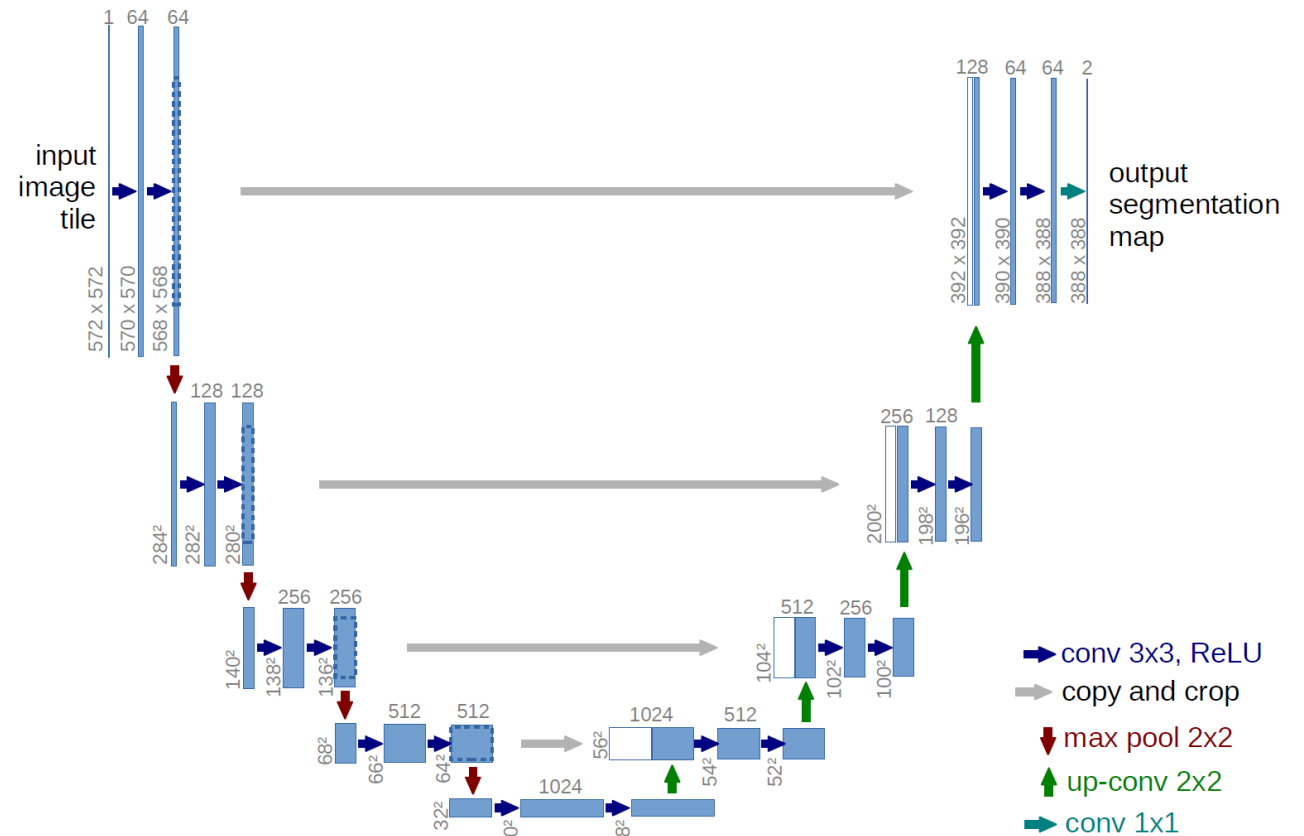 1 64 64
128 64 64 2
input
image
tile
output
segmentation
map
572 x 572
570 x 570
568 x 568
392 x 392
390 x 390
388 x 388
388 x 388
128 128
256 128
284²
282²
280²
200²
198²
196²
256 256
512 256
140²
138²
136²
104²
102²
100²
512 512
1024 512
68²
66²
64²
56²
54²
52²
1024
32²
conv 3x3, ReLU
copy and crop
max pool 2x2
up-conv 2x2
conv 1x1